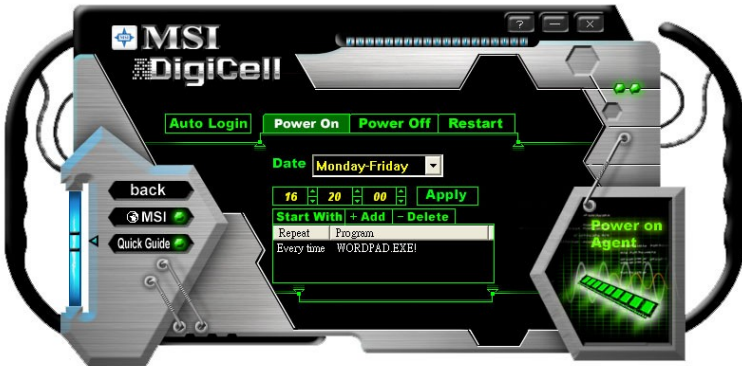 ? — X
MSI
DigiCell
Auto Login Power On Power Off Restart
Date Monday-Friday
16 20 00 Apply
Start With + Add - Delete
Repeat Program
Every time WORDPAD.EXE!
back
MSI
Quick Guide
Power on
Agent